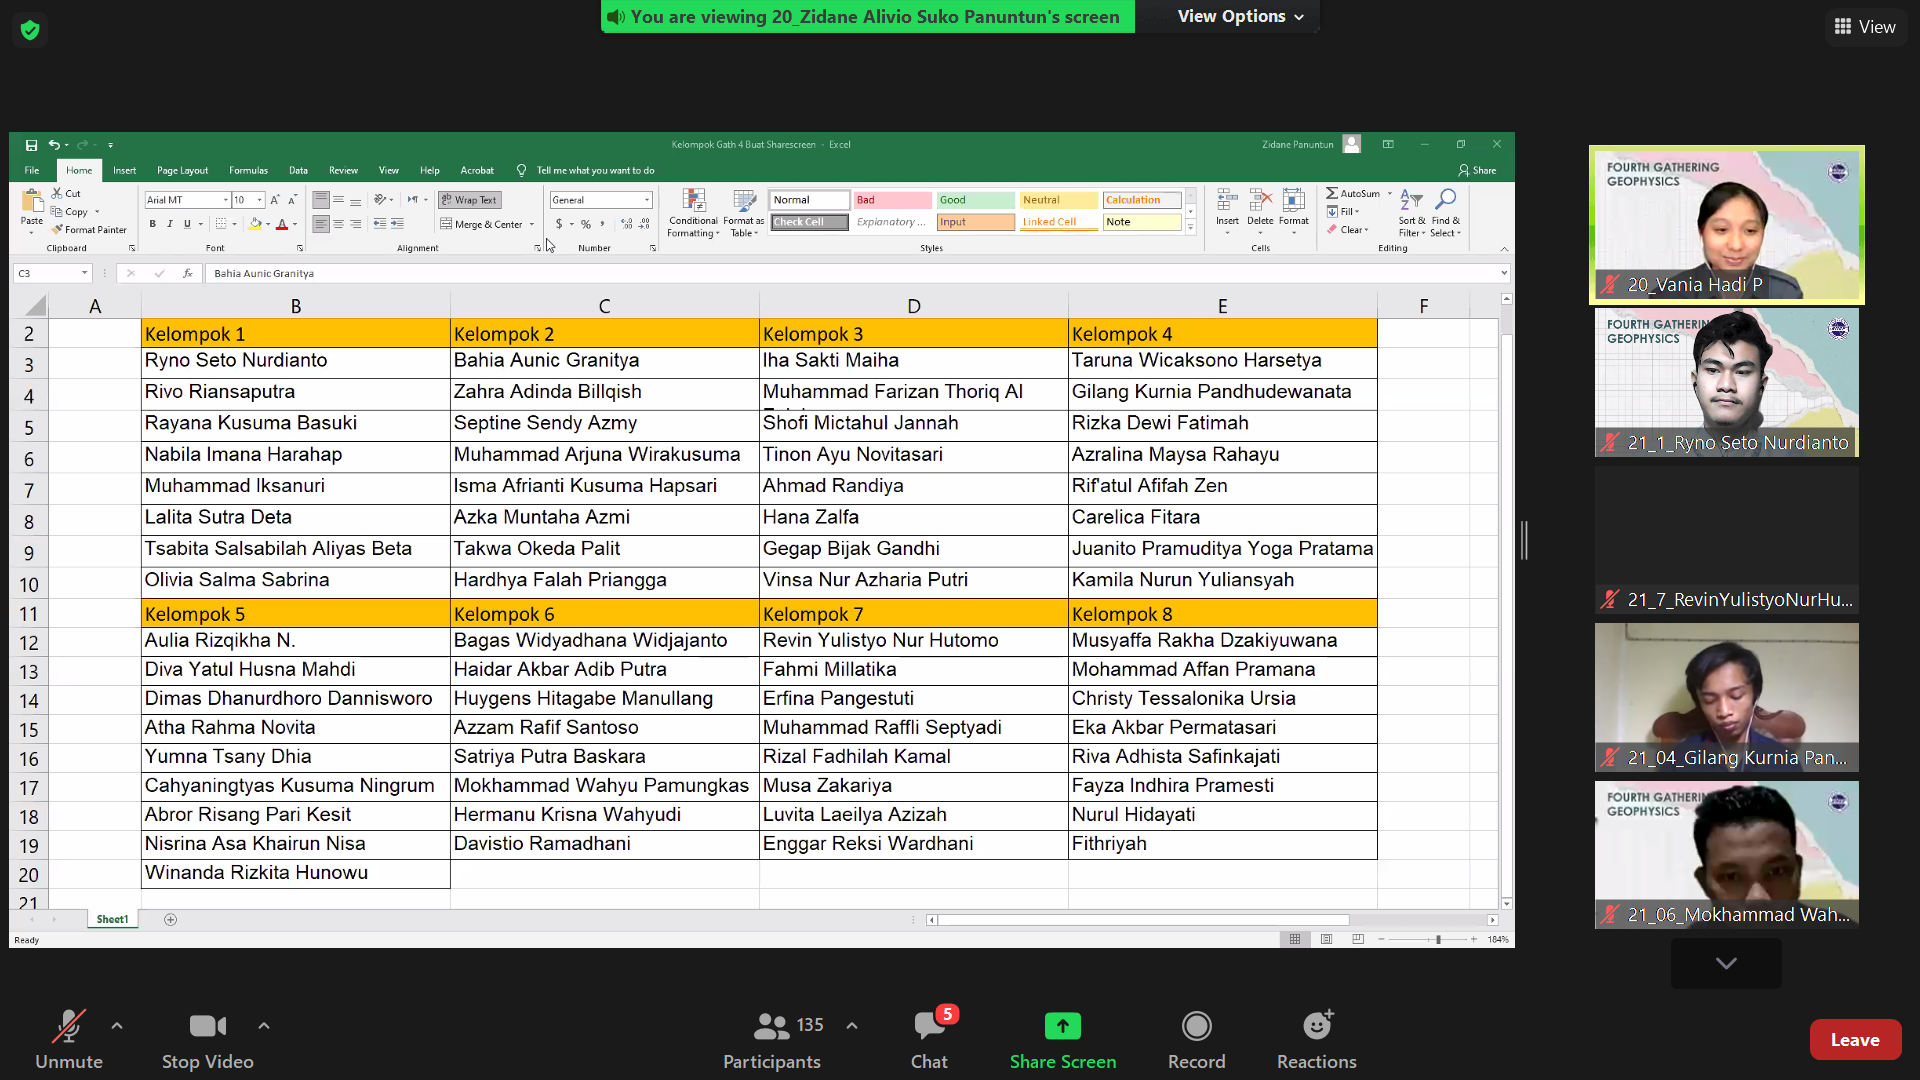 You are viewing 20_Zidane Alivio Suko Panuntun's screen
View Options
View
Kelompok Gath 4 Buat Sharescreen - Excel
Zidane Panuntun
File Home Insert Page Layout Formulas Data Review View Help Acrobat Tell me what you want to do
Share
Paste
Cut
Copy
Format Painter
Clipboard
Arial MT 10
B I U
Font
Wrap Text
Merge & Center
Alignment
General
$ % ,
Number
Conditional Formatting
Format as Table
Normal Bad Good Neutral Calculation
Check Cell Explanatory ... Input Linked Cell Note
Styles
Insert Delete Format
Cells
AutoSum
Fill
Clear
Sort & Filter
Find & Select
Editing
C3 fx Bahia Aunic Granitya
A B C D E F
2 Kelompok 1 Kelompok 2 Kelompok 3 Kelompok 4
3 Ryno Seto Nurdianto Bahia Aunic Granitya Iha Sakti Maiha Taruna Wicaksono Harsetya
4 Rivo Riansaputra Zahra Adinda Billqish Muhammad Farizan Thoriq Al Gilang Kurnia Pandhudewanata
5 Rayana Kusuma Basuki Septine Sendy Azmy Shofi Mictahul Jannah Rizka Dewi Fatimah
6 Nabila Imana Harahap Muhammad Arjuna Wirakusuma Tinon Ayu Novitasari Azralina Maysa Rahayu
7 Muhammad Iksanuri Isma Afrianti Kusuma Hapsari Ahmad Randiya Rif'atul Afifah Zen
8 Lalita Sutra Deta Azka Muntaha Azmi Hana Zalfa Carelica Fitara
9 Tsabita Salsabilah Aliyas Beta Takwa Okeda Palit Gegap Bijak Gandhi Juanito Pramuditya Yoga Pratama
10 Olivia Salma Sabrina Hardhya Falah Priangga Vinsa Nur Azharia Putri Kamila Nurun Yuliansyah
11 Kelompok 5 Kelompok 6 Kelompok 7 Kelompok 8
12 Aulia Rizqikha N. Bagas Widyadhana Widjajanto Revin Yulistyo Nur Hutomo Musyaffa Rakha Dzakiyuwana
13 Diva Yatul Husna Mahdi Haidar Akbar Adib Putra Fahmi Millatika Mohammad Affan Pramana
14 Dimas Dhanurdhoro Dannisworo Huygens Hitagabe Manullang Erfina Pangestuti Christy Tessalonika Ursia
15 Atha Rahma Novita Azzam Rafif Santoso Muhammad Raffli Septyadi Eka Akbar Permatasari
16 Yumna Tsany Dhia Satriya Putra Baskara Rizal Fadhilah Kamal Riva Adhista Safinkajati
17 Cahyaningtyas Kusuma Ningrum Mokhammad Wahyu Pamungkas Musa Zakariya Fayza Indhira Pramesti
18 Abror Risang Pari Kesit Hermanu Krisna Wahyudi Luvita Laeilya Azizah Nurul Hidayati
19 Nisrina Asa Khairun Nisa Davistio Ramadhani Enggar Reksi Wardhani Fithriyah
20 Winanda Rizkita Hunowu
21
Sheet1
Ready
184%
FOURTH GATHERING
GEOPHYSICS
20_Vania Hadi P
FOURTH GATHERIN
GEOPHYSICS
21_1_Ryno Seto Nurdianto
21_7_RevinYulistyoNurHu...
21_04_Gilang Kurnia Pan...
FOURTH GATHERIN
GEOPHYSICS
21_06_Mokhammad Wah...
Unmute
Stop Video
135
Participants
5
Chat
Share Screen
Record
Reactions
Leave